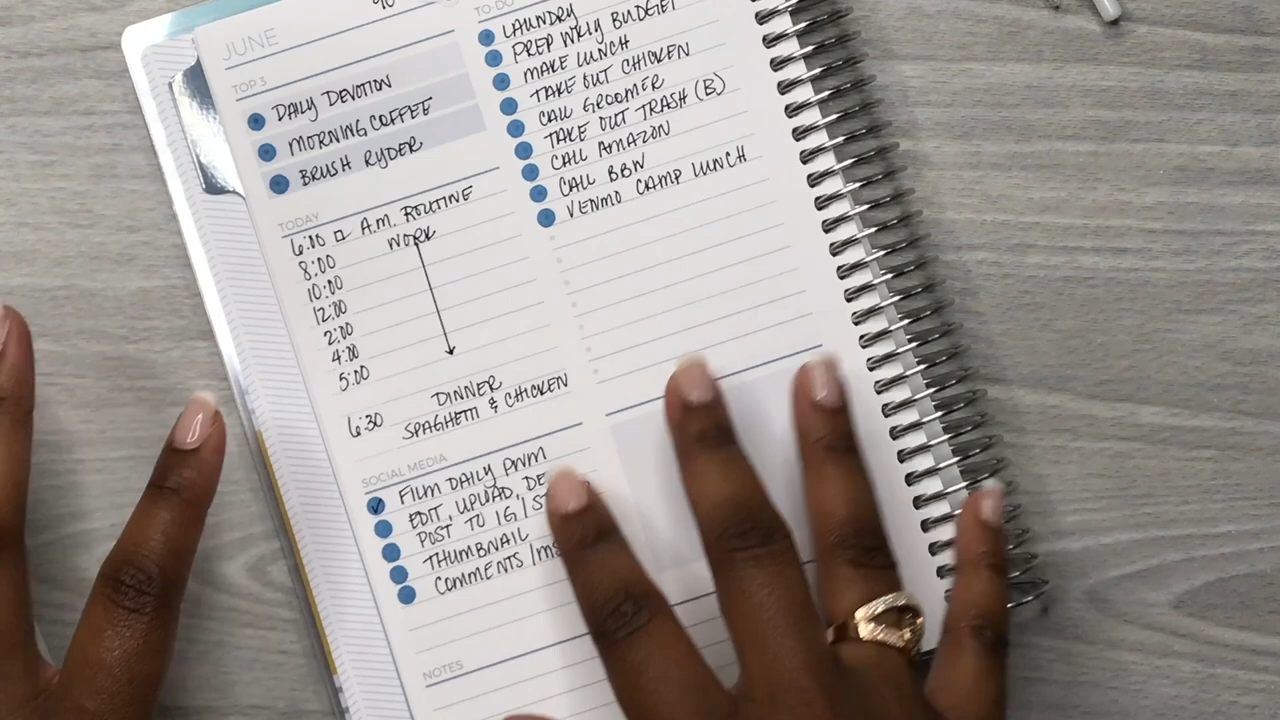 JUNE
TOP 3
DAILY DEVOTION
MORNING COFFEE
BRUSH RYDER
TODAY
6:00 A.M. ROUTINE
8:00 WORK
10:00
12:00
2:00
4:00
5:00
DINNER
6:30 SPAGHETTI & CHICKEN
SOCIAL MEDIA
FILM DAILY PWM
EDIT, UPLOAD,
POST TO IG/
THUMBNAIL
COMMENTS
NOTES
TO-DO
LAUNDRY
PREP WKLY BUDGET
MAKE LUNCH
TAKE OUT CHICKEN
CALL GROOMER
TAKE OUT TRASH (B)
CALL AMAZON
CALL BBW
VENMO CAMP LUNCH